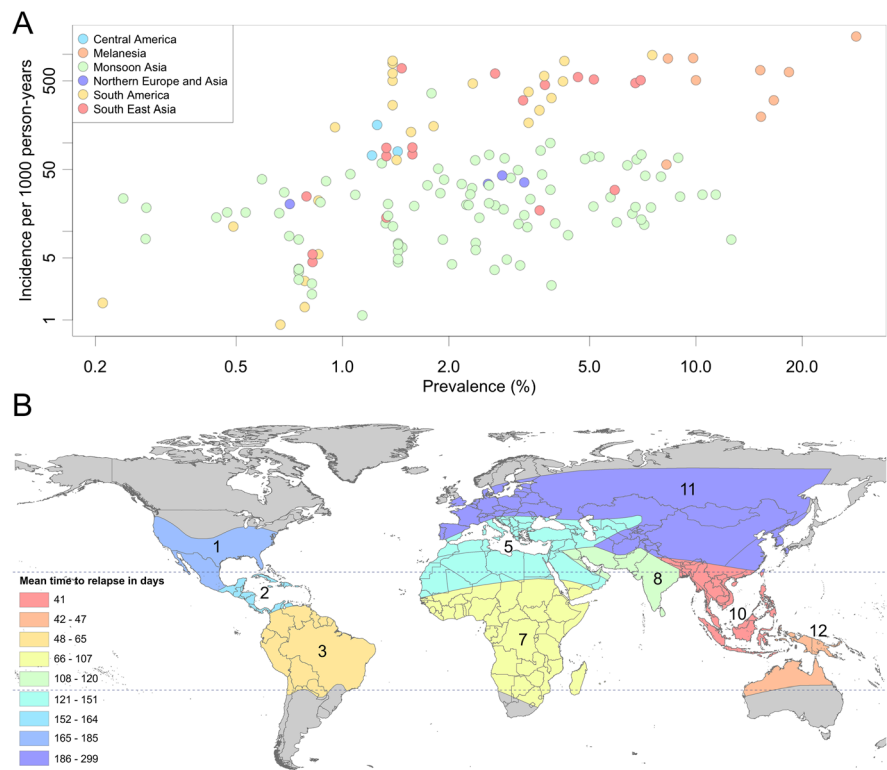 A
Central America
Melanesia
Monsoon Asia
Northern Europe and Asia
South America
South East Asia
Incidence per 1000 person-years
500
50
5
1
0.2 0.5 1.0 2.0 5.0 10.0 20.0
Prevalence (%)
B
11
1
5
Mean time to relapse in days
8
2
41
42 - 47
10
12
48 - 65
3
7
66 - 107
108 - 120
121 - 151
152 - 164
165 - 185
186 - 299